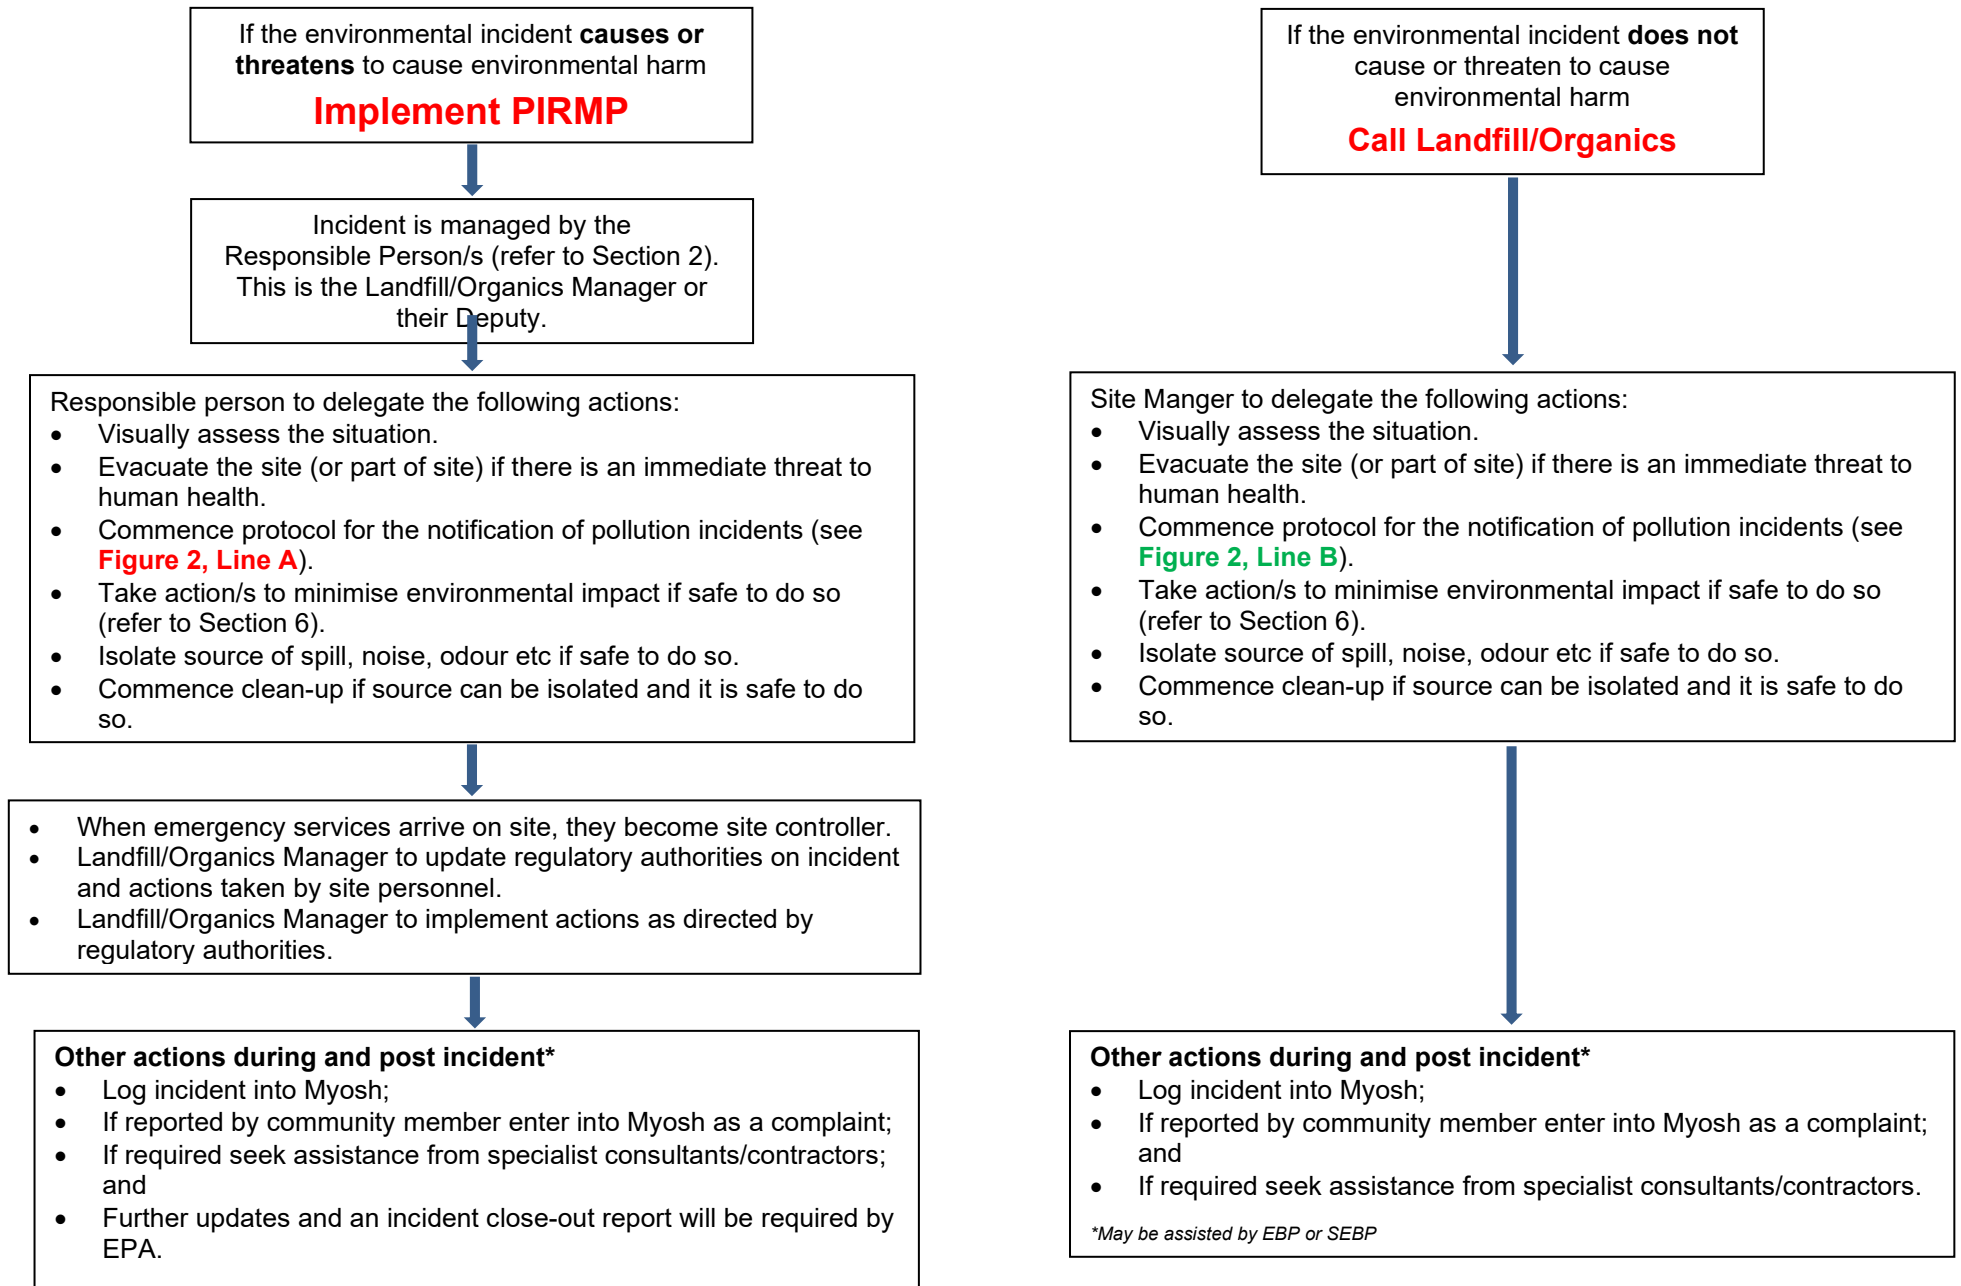 If the environmental incident causes or
threatens to cause environmental harm
Implement PIRMP
Incident is managed by the
Responsible Person/s (refer to Section 2).
This is the Landfill/Organics Manager or
their Deputy.
Responsible person to delegate the following actions:
• Visually assess the situation.
• Evacuate the site (or part of site) if there is an immediate threat to
human health.
• Commence protocol for the notification of pollution incidents (see
Figure 2, Line A).
• Take action/s to minimise environmental impact if safe to do so
(refer to Section 6).
• Isolate source of spill, noise, odour etc if safe to do so.
• Commence clean-up if source can be isolated and it is safe to do
so.
• When emergency services arrive on site, they become site controller.
• Landfill/Organics Manager to update regulatory authorities on incident
and actions taken by site personnel.
• Landfill/Organics Manager to implement actions as directed by
regulatory authorities.
Other actions during and post incident*
• Log incident into Myosh;
• If reported by community member enter into Myosh as a complaint;
• If required seek assistance from specialist consultants/contractors;
and
• Further updates and an incident close-out report will be required by
EPA.
If the environmental incident does not
cause or threaten to cause
environmental harm
Call Landfill/Organics
Site Manger to delegate the following actions:
• Visually assess the situation.
• Evacuate the site (or part of site) if there is an immediate threat to
human health.
• Commence protocol for the notification of pollution incidents (see
Figure 2, Line B).
• Take action/s to minimise environmental impact if safe to do so
(refer to Section 6).
• Isolate source of spill, noise, odour etc if safe to do so.
• Commence clean-up if source can be isolated and it is safe to do
so.
Other actions during and post incident*
• Log incident into Myosh;
• If reported by community member enter into Myosh as a complaint;
and
• If required seek assistance from specialist consultants/contractors.
*May be assisted by EBP or SEBP